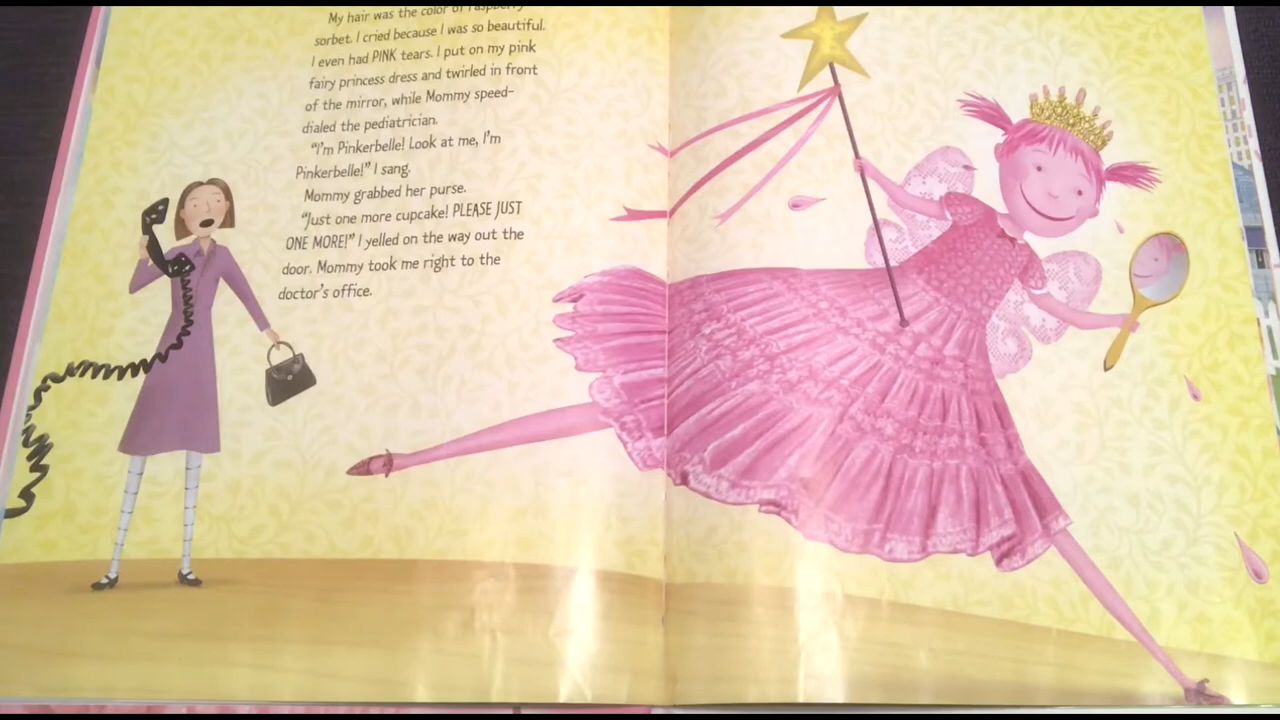 My hair was the color of raspberry
sorbet. I cried because I was so beautiful.
I even had PINK tears. I put on my pink
fairy princess dress and twirled in front
of the mirror, while Mommy speed-
dialed the pediatrician.
“I’m Pinkerbelle! Look at me, I’m
Pinkerbelle!” I sang.
Mommy grabbed her purse.
“Just one more cupcake! PLEASE JUST
ONE MORE!” I yelled on the way out the
door. Mommy took me right to the
doctor’s office.